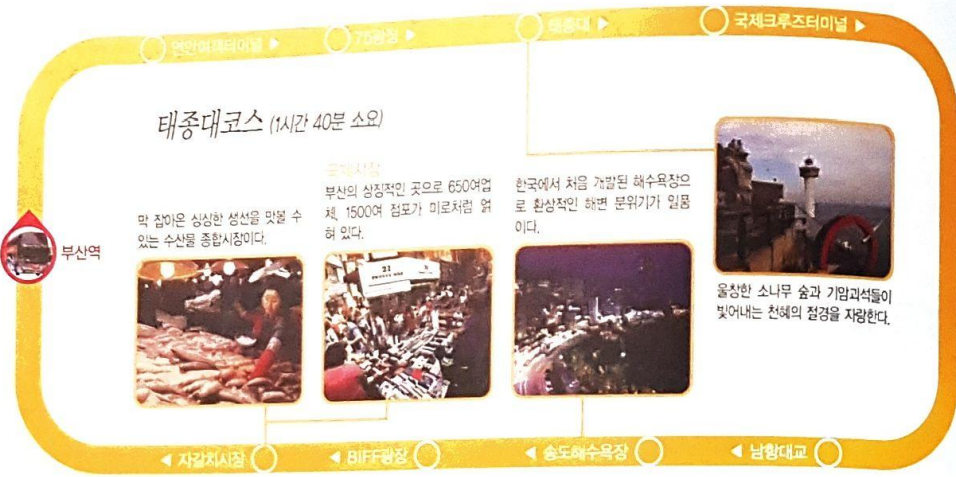 연안여객터미널 ▶
75광장 ▶
태종대 ▶
국제크루즈터미널 ▶
태종대코스 (1시간 40분 소요)
부산역
막 잡아온 싱싱한 생선을 맛볼 수
있는 수산물 종합시장이다.
국제시장
부산의 상징적인 곳으로 650여업
체, 1500여 점포가 미로처럼 얽
혀 있다.
한국에서 처음 개발된 해수욕장으
로 환상적인 해변 분위기가 일품
이다.
울창한 소나무 숲과 기암괴석들이
빚어내는 천혜의 절경을 자랑한다.
◀ 자갈치시장
◀ BIFF광장
◀ 송도해수욕장
◀ 남항대교